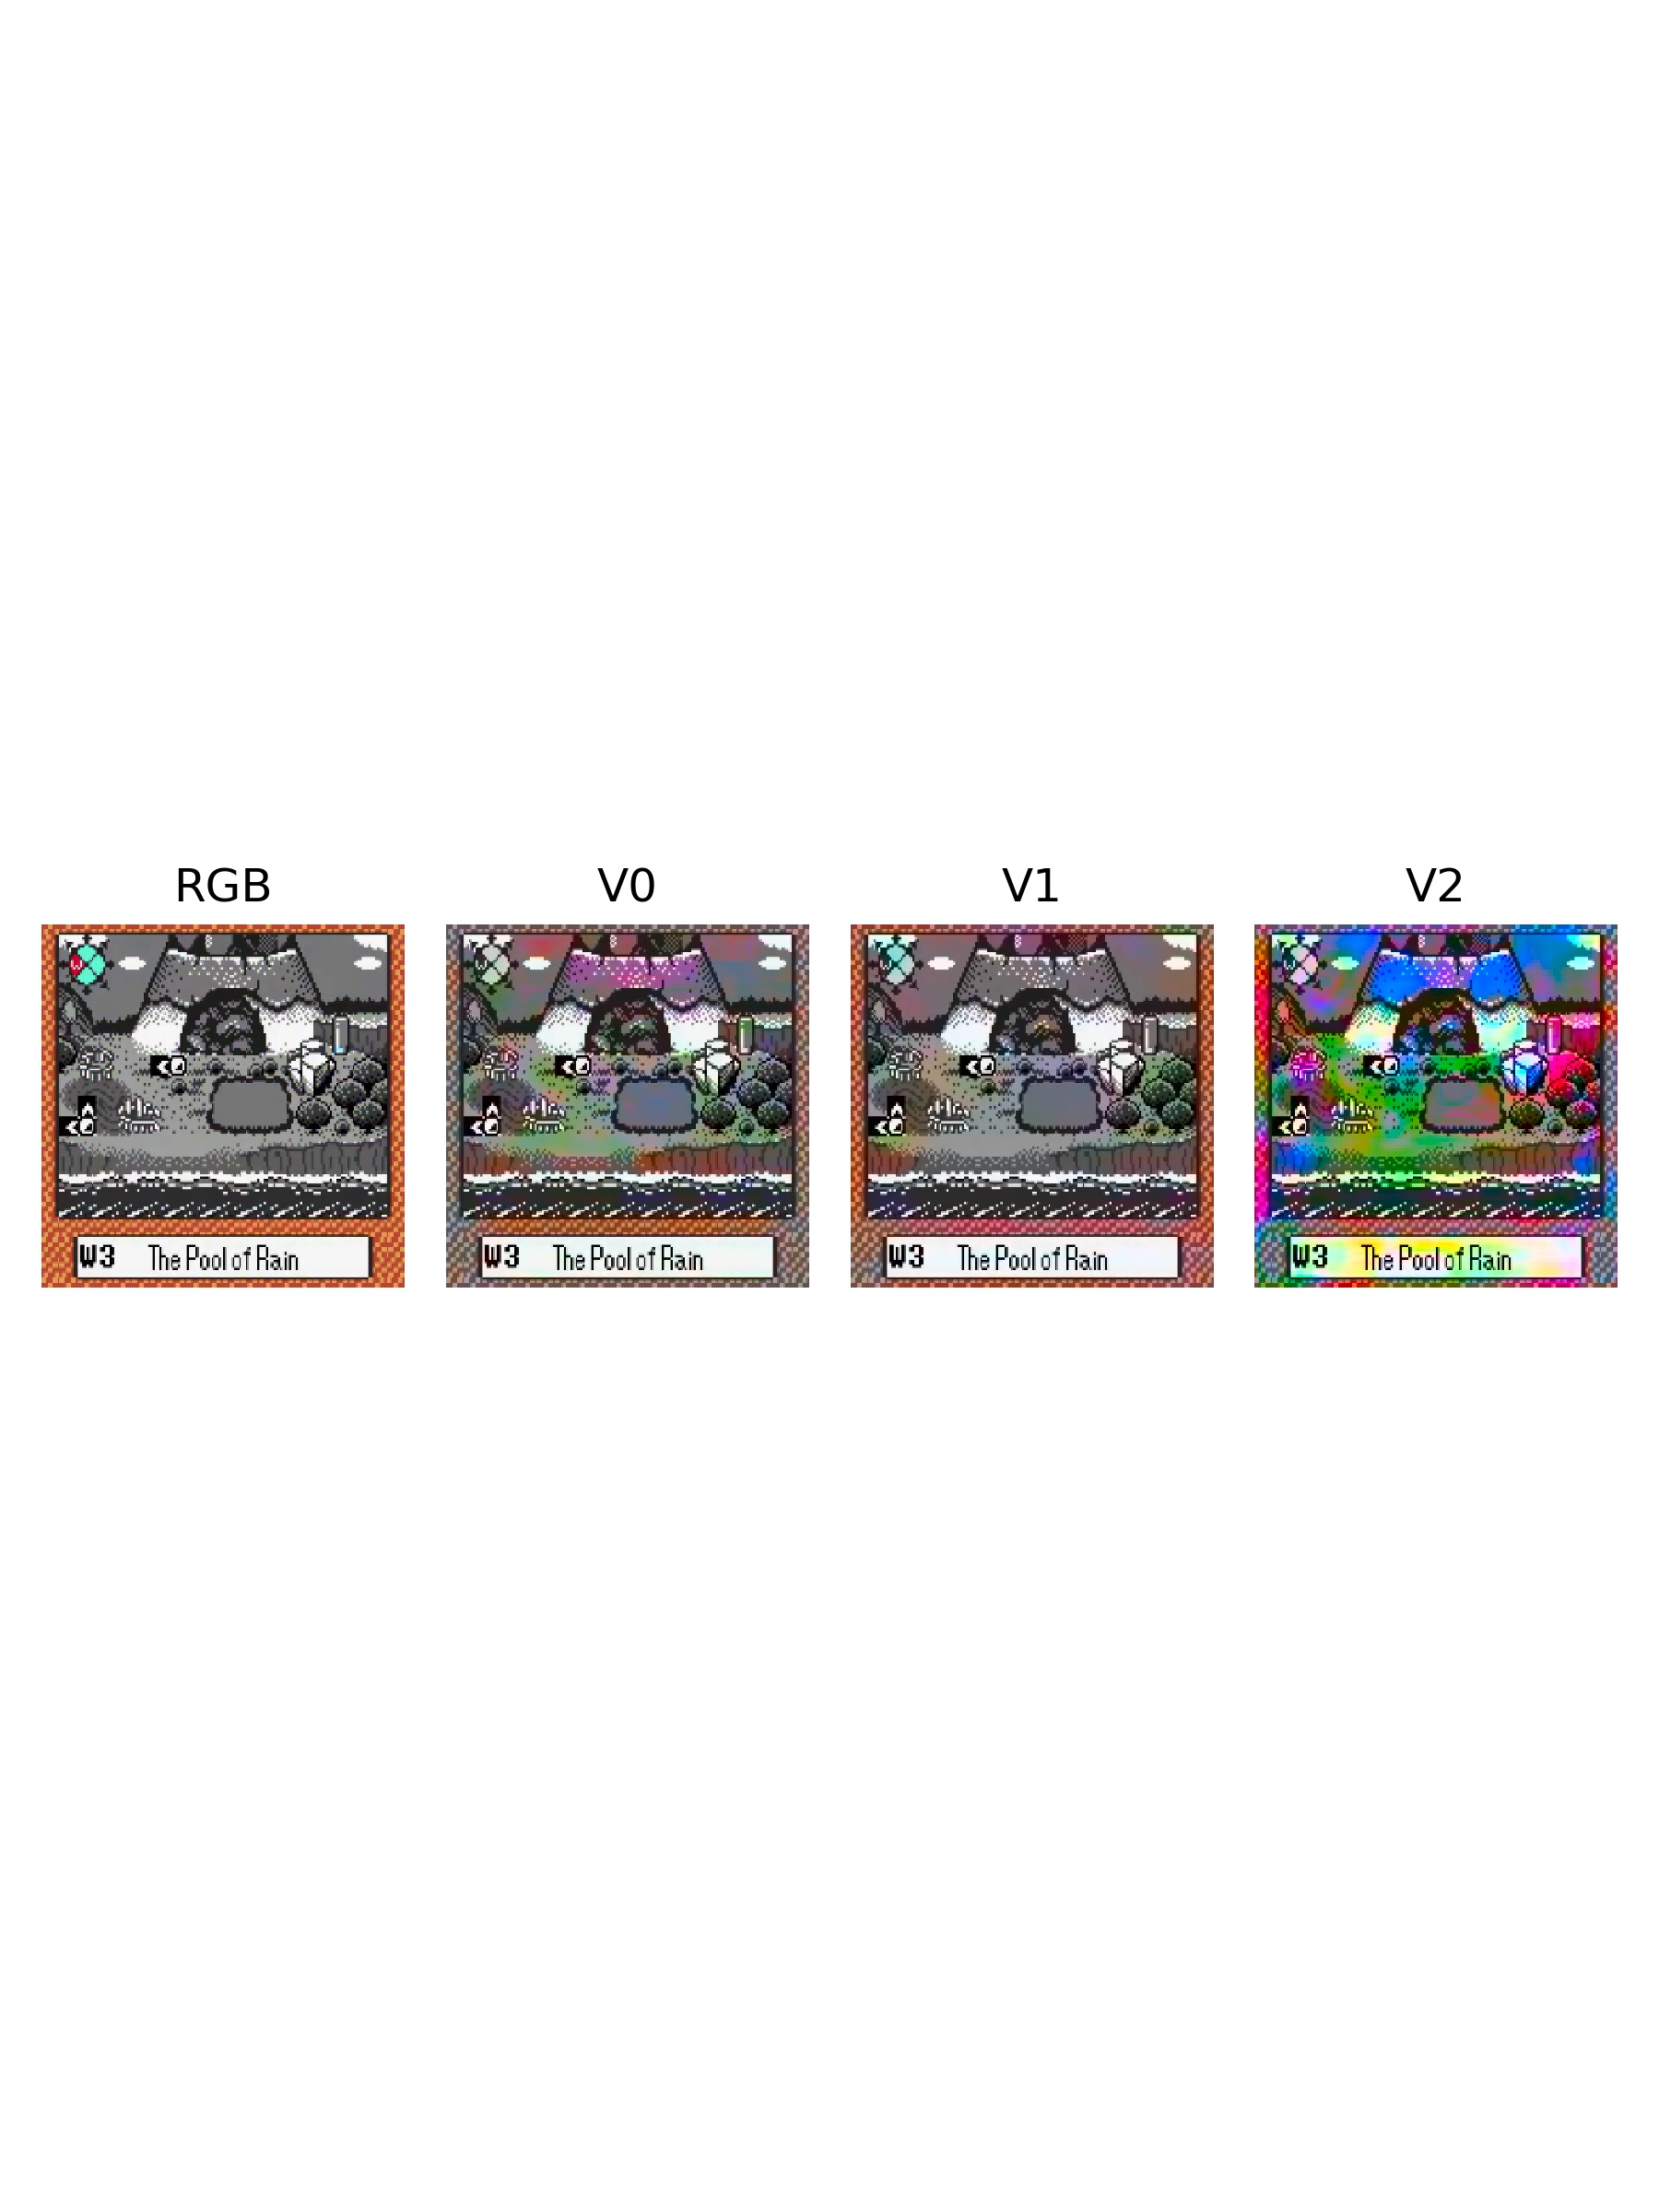 RGB V0 V1 V2
W
W3 The Pool of Rain W3 The Pool of Rain W3 The Pool of Rain W3 The Pool of Rain